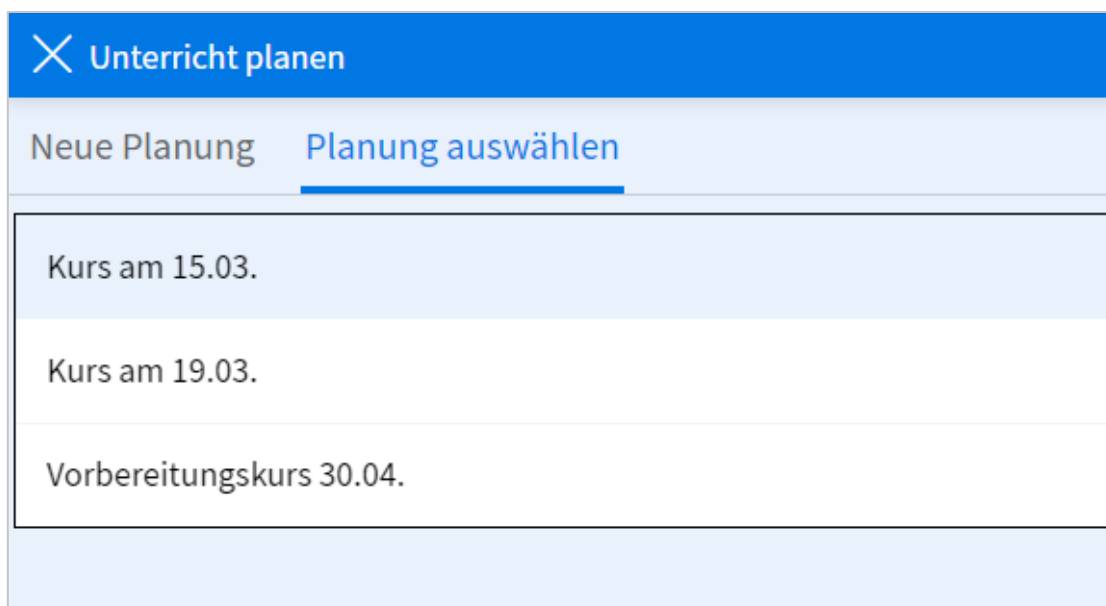 Unterricht planen
Neue Planung Planung auswählen
Kurs am 15.03.
Kurs am 19.03.
Vorbereitungskurs 30.04.